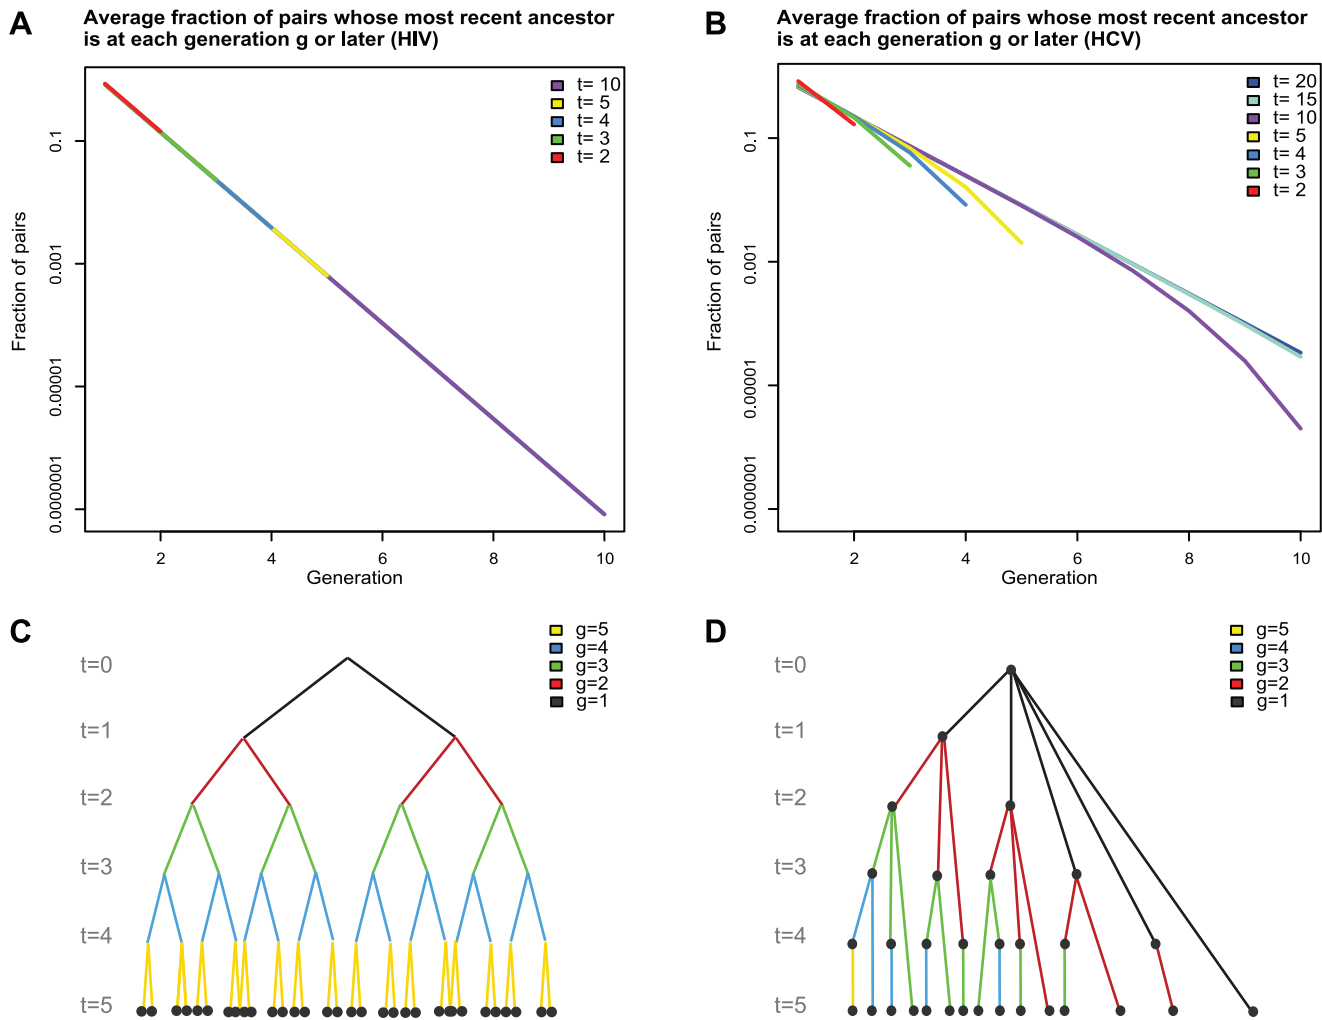 A
Average fraction of pairs whose most recent ancestor
is at each generation g or later (HIV)
Fraction of pairs
0.1
0.001
0.00001
0.0000001
t= 10
t= 5
t= 4
t= 3
t= 2
2
4
6
8
10
Generation
B
Average fraction of pairs whose most recent ancestor
is at each generation g or later (HCV)
Fraction of pairs
0.1
0.001
0.00001
0.0000001
t= 20
t= 15
t= 10
t= 5
t= 4
t= 3
t= 2
2
4
6
8
10
Generation
C
g=5
g=4
g=3
g=2
g=1
t=0
t=1
t=2
t=3
t=4
t=5
D
g=5
g=4
g=3
g=2
g=1
t=0
t=1
t=2
t=3
t=4
t=5